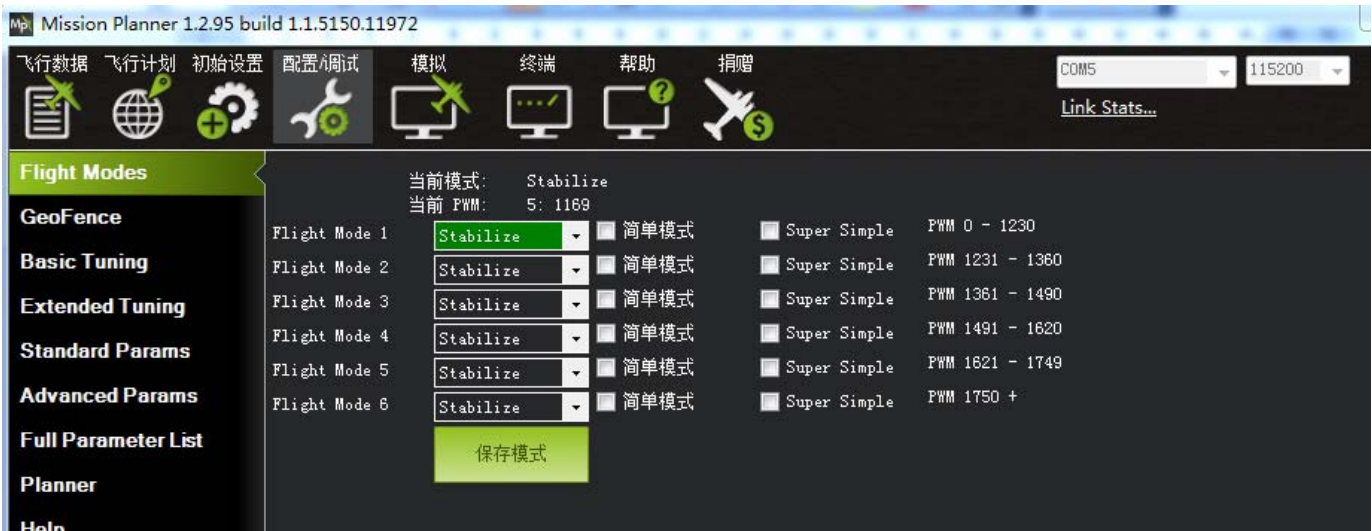 Mission Planner 1.2.95 build 1.1.5150.11972
飞行数据 飞行计划 初始设置 配置/调试 模拟 终端 帮助 捐赠
COM5 115200
Link Stats...
Flight Modes
GeoFence
Basic Tuning
Extended Tuning
Standard Params
Advanced Params
Full Parameter List
Planner
Help
当前模式: Stabilize
当前 PWM: 5: 1169
Flight Mode 1 Stabilize 简单模式 Super Simple PWM 0 - 1230
Flight Mode 2 Stabilize 简单模式 Super Simple PWM 1231 - 1360
Flight Mode 3 Stabilize 简单模式 Super Simple PWM 1361 - 1490
Flight Mode 4 Stabilize 简单模式 Super Simple PWM 1491 - 1620
Flight Mode 5 Stabilize 简单模式 Super Simple PWM 1621 - 1749
Flight Mode 6 Stabilize 简单模式 Super Simple PWM 1750 +
保存模式